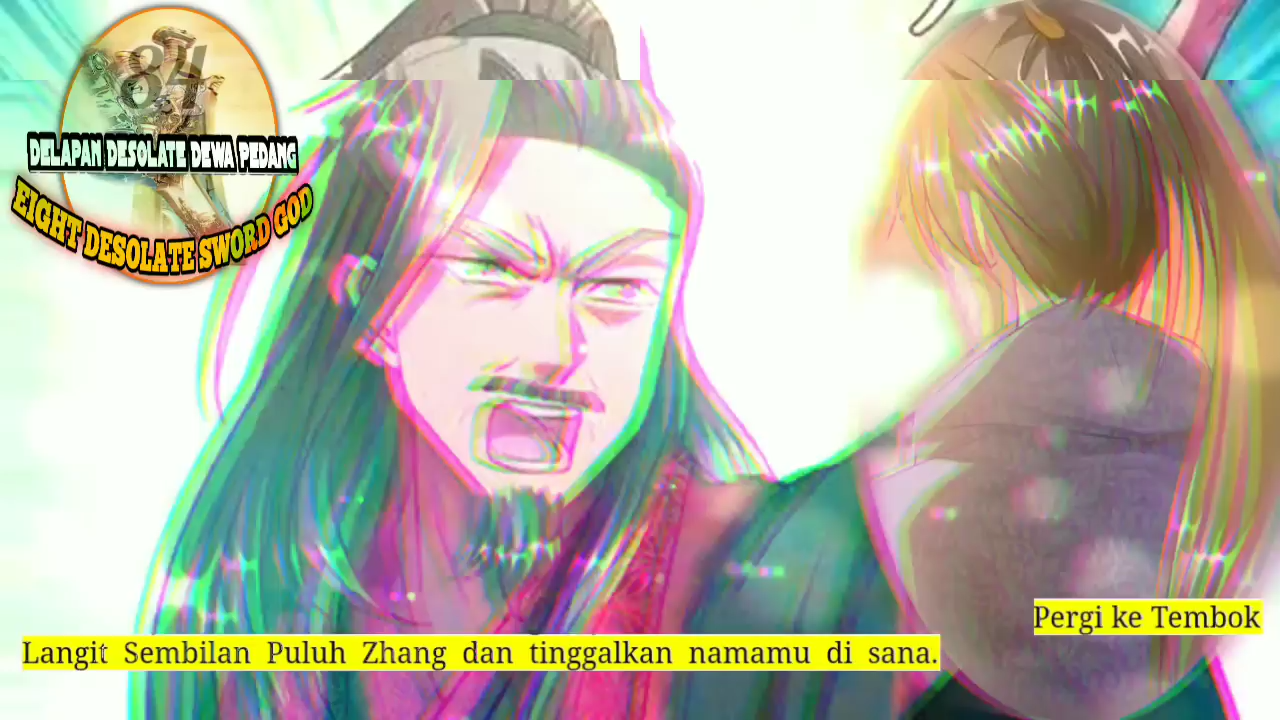 84
DELAPAN DESOLATE DEWA PEDANG
EIGHT DESOLATE SWORD GOD
Pergi ke Tembok
Langit Sembilan Puluh Zhang dan tinggalkan namamu di sana.